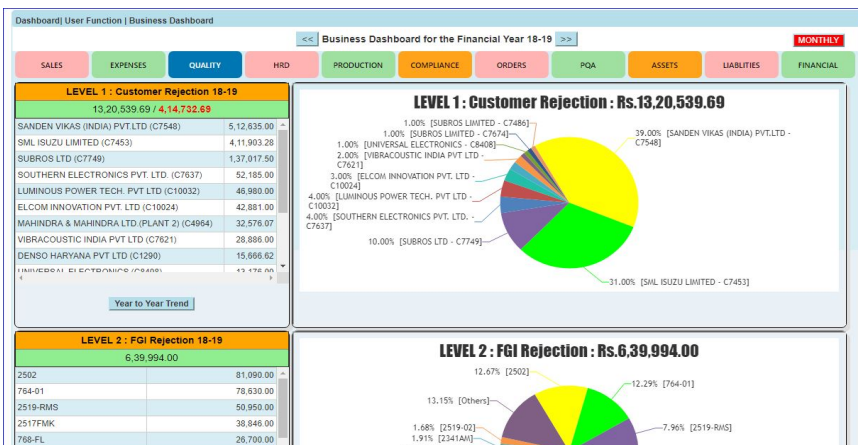 Dashboard| User Function | Business Dashboard
<< Business Dashboard for the Financial Year 18-19 >>
MONTHLY
SALES EXPENSES QUALITY HRD PRODUCTION COMPLIANCE ORDERS PQA ASSETS LIABLITIES FINANCIAL
LEVEL 1 : Customer Rejection 18-19
13,20,539.69 / 4,14,732.69
SANDEN VIKAS (INDIA) PVT.LTD (C7548) 5,12,635.00
SML ISUZU LIMITED (C7453) 4,11,903.28
SUBROS LTD (C7749) 1,37,017.50
SOUTHERN ELECTRONICS PVT. LTD. (C7637) 52,185.00
LUMINOUS POWER TECH. PVT LTD (C10032) 46,980.00
ELCOM INNOVATION PVT. LTD (C10024) 42,881.00
MAHINDRA & MAHINDRA LTD.(PLANT 2) (C4964) 32,576.07
VIBRACOUSTIC INDIA PVT LTD (C7621) 28,886.00
DENSO HARYANA PVT LTD (C1290) 15,666.62
UNIVERSAL ELECTRONICS (C8408) 13,176.00
Year to Year Trend
LEVEL 1 : Customer Rejection : Rs.13,20,539.69
1.00% [SUBROS LIMITED - C7486]
1.00% [SUBROS LIMITED - C7674]
1.00% [UNIVERSAL ELECTRONICS - C8408]
2.00% [VIBRACOUSTIC INDIA PVT LTD -
C7621]
3.00% [ELCOM INNOVATION PVT. LTD -
C10024]
4.00% [LUMINOUS POWER TECH. PVT LTD -
C10032]
4.00% [SOUTHERN ELECTRONICS PVT. LTD. -
C7637]
10.00% [SUBROS LTD - C7749]
39.00% [SANDEN VIKAS (INDIA) PVT.LTD -
C7548]
31.00% [SML ISUZU LIMITED - C7453]
LEVEL 2 : FGI Rejection 18-19
6,39,994.00
2502 81,090.00
764-01 78,630.00
2519-RMS 50,950.00
2517FMK 38,846.00
768-FL 26,700.00
LEVEL 2 : FGI Rejection : Rs.6,39,994.00
12.67% [2502]
12.29% [764-01]
13.15% [Others]
1.68% [2519-02]
7.96% [2519-RMS]
1.91% [2341AM]